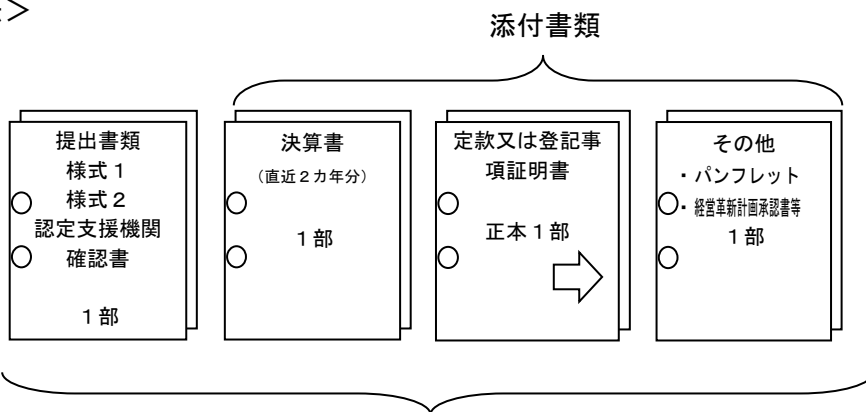 ＞
添付書類
提出書類
様式１
様式２
認定支援機関
確認書
１部
決算書
（直近２カ年分）
１部
定款又は登記事
項証明書
正本１部
その他
・パンフレット
・経営革新計画承認書等
１部